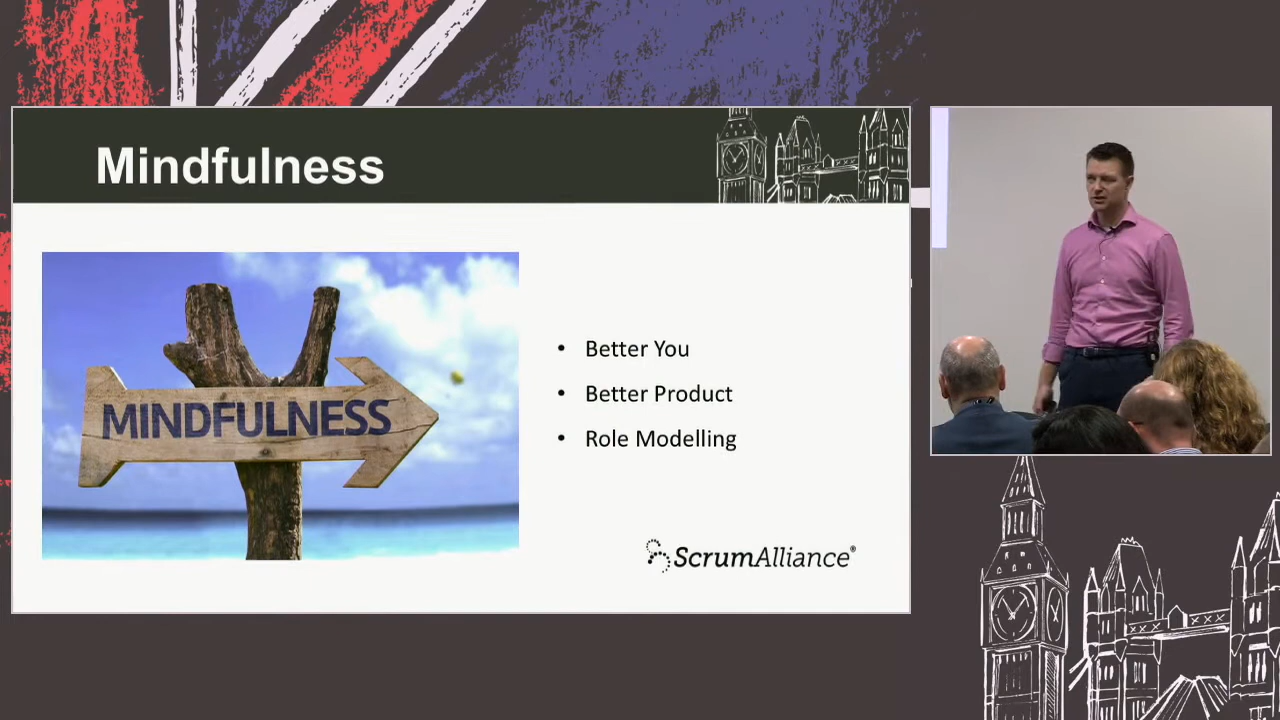 Mindfulness
MINDFULNESS
• Better You
• Better Product
• Role Modelling
ScrumAlliance®